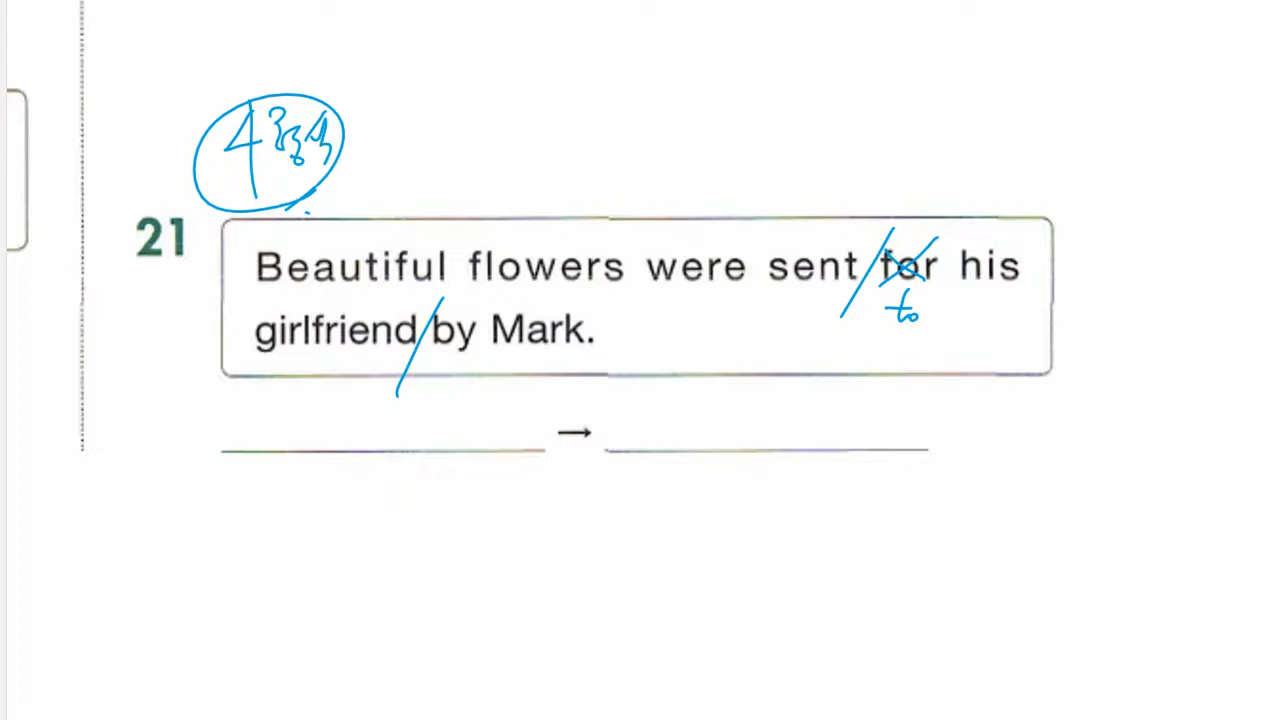 4형식
21
Beautiful flowers were sent for his
to
girlfriend by Mark.
→